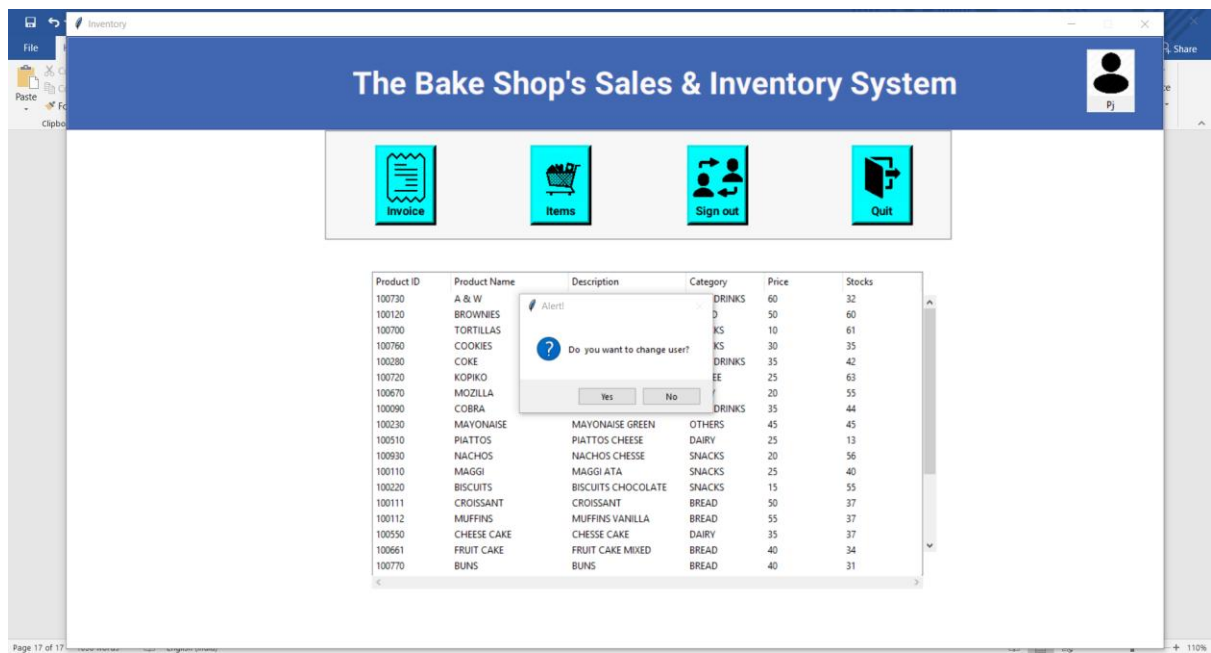 Inventory
File
Share
Paste
Clipbo
The Bake Shop's Sales & Inventory System
Pj
Invoice
Items
Sign out
Quit
Product ID Product Name Description Category Price Stocks
100730 A & W DRINKS 60 32
100120 BROWNIES 50 60
100700 TORTILLAS KS 10 61
100760 COOKIES KS 30 35
100280 COKE DRINKS 35 42
100720 KOPIKO EE 25 63
100670 MOZILLA 20 55
100090 COBRA DRINKS 35 44
Alert!
Do you want to change user?
Yes No
100230 MAYONAISE MAYONAISE GREEN OTHERS 45 45
100510 PIATTOS PIATTOS CHEESE DAIRY 25 13
100930 NACHOS NACHOS CHESSE SNACKS 20 56
100110 MAGGI MAGGI ATA SNACKS 25 40
100220 BISCUITS BISCUITS CHOCOLATE SNACKS 15 55
100111 CROISSANT CROISSANT BREAD 50 37
100112 MUFFINS MUFFINS VANILLA BREAD 55 37
100550 CHEESE CAKE CHESSE CAKE DAIRY 35 37
100661 FRUIT CAKE FRUIT CAKE MIXED BREAD 40 34
100770 BUNS BUNS BREAD 40 31
Page 17 of 17
110%